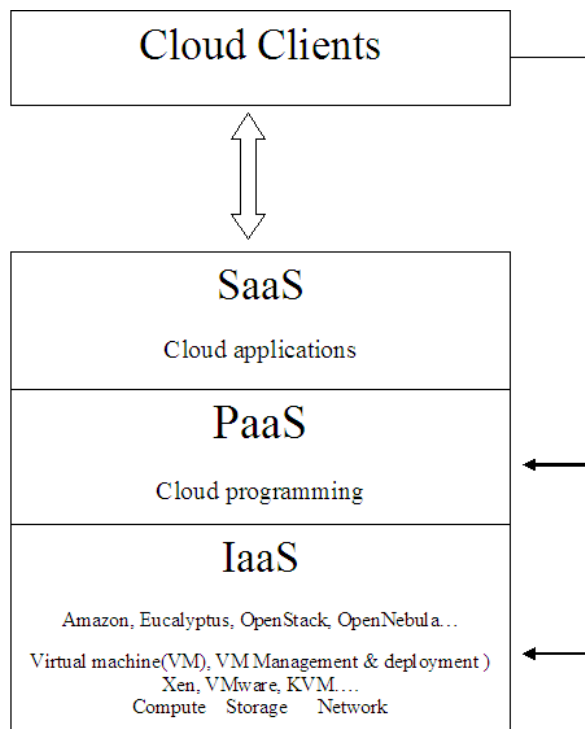 Cloud Clients
SaaS
Cloud applications
PaaS
Cloud programming
IaaS
Amazon, Eucalyptus, OpenStack, OpenNebula…
Virtual machine(VM), VM Management & deployment )
Xen, VMware, KVM….
Compute Storage Network